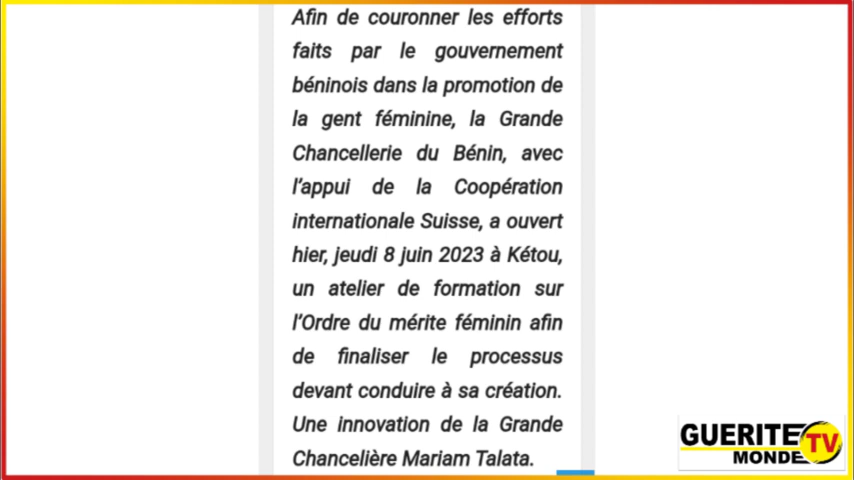 Afin de couronner les efforts
faits par le gouvernement
béninois dans la promotion de
la gent féminine, la Grande
Chancellerie du Bénin, avec
l’appui de la Coopération
internationale Suisse, a ouvert
hier, jeudi 8 juin 2023 à Kétou,
un atelier de formation sur
l’Ordre du mérite féminin afin
de finaliser le processus
devant conduire à sa création.
Une innovation de la Grande
Chancelière Mariam Talata.
GUERITE TV
MONDE